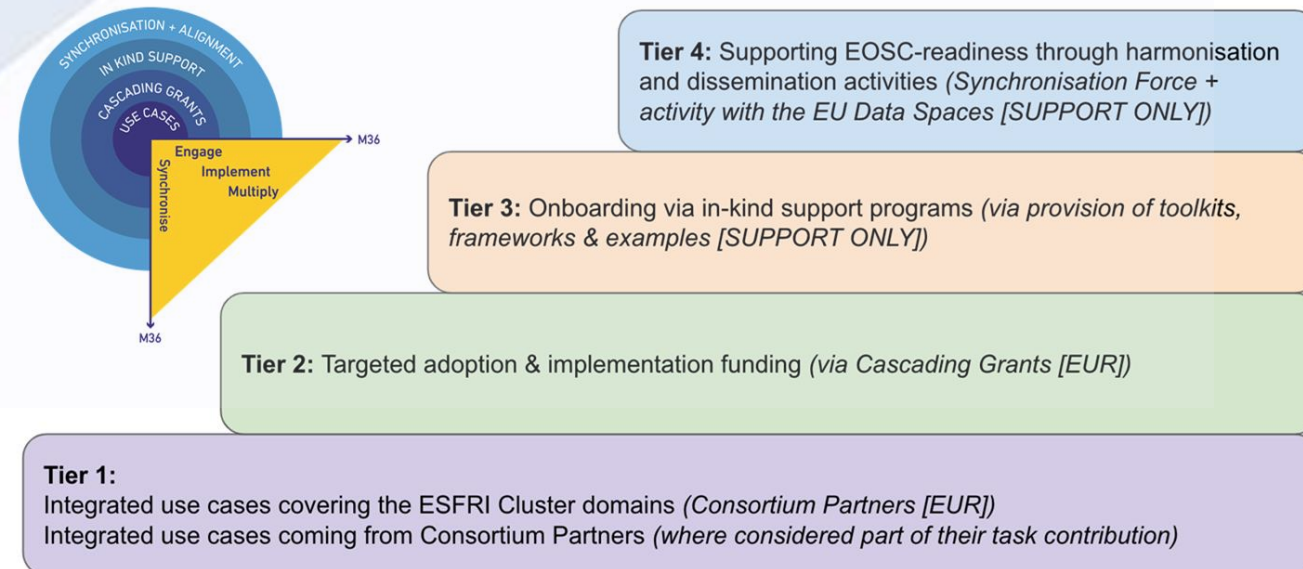 SYNCHRONISATION + ALIGNMENT
IN KIND SUPPORT
CASCADING GRANTS
USE CASES
M36
Engage
Implement
Multiply
Synchronise
M36
Tier 4: Supporting EOSC-readiness through harmonisation
and dissemination activities (Synchronisation Force +
activity with the EU Data Spaces [SUPPORT ONLY])
Tier 3: Onboarding via in-kind support programs (via provision of toolkits,
frameworks & examples [SUPPORT ONLY])
Tier 2: Targeted adoption & implementation funding (via Cascading Grants [EUR])
Tier 1:
Integrated use cases covering the ESFRI Cluster domains (Consortium Partners [EUR])
Integrated use cases coming from Consortium Partners (where considered part of their task contribution)